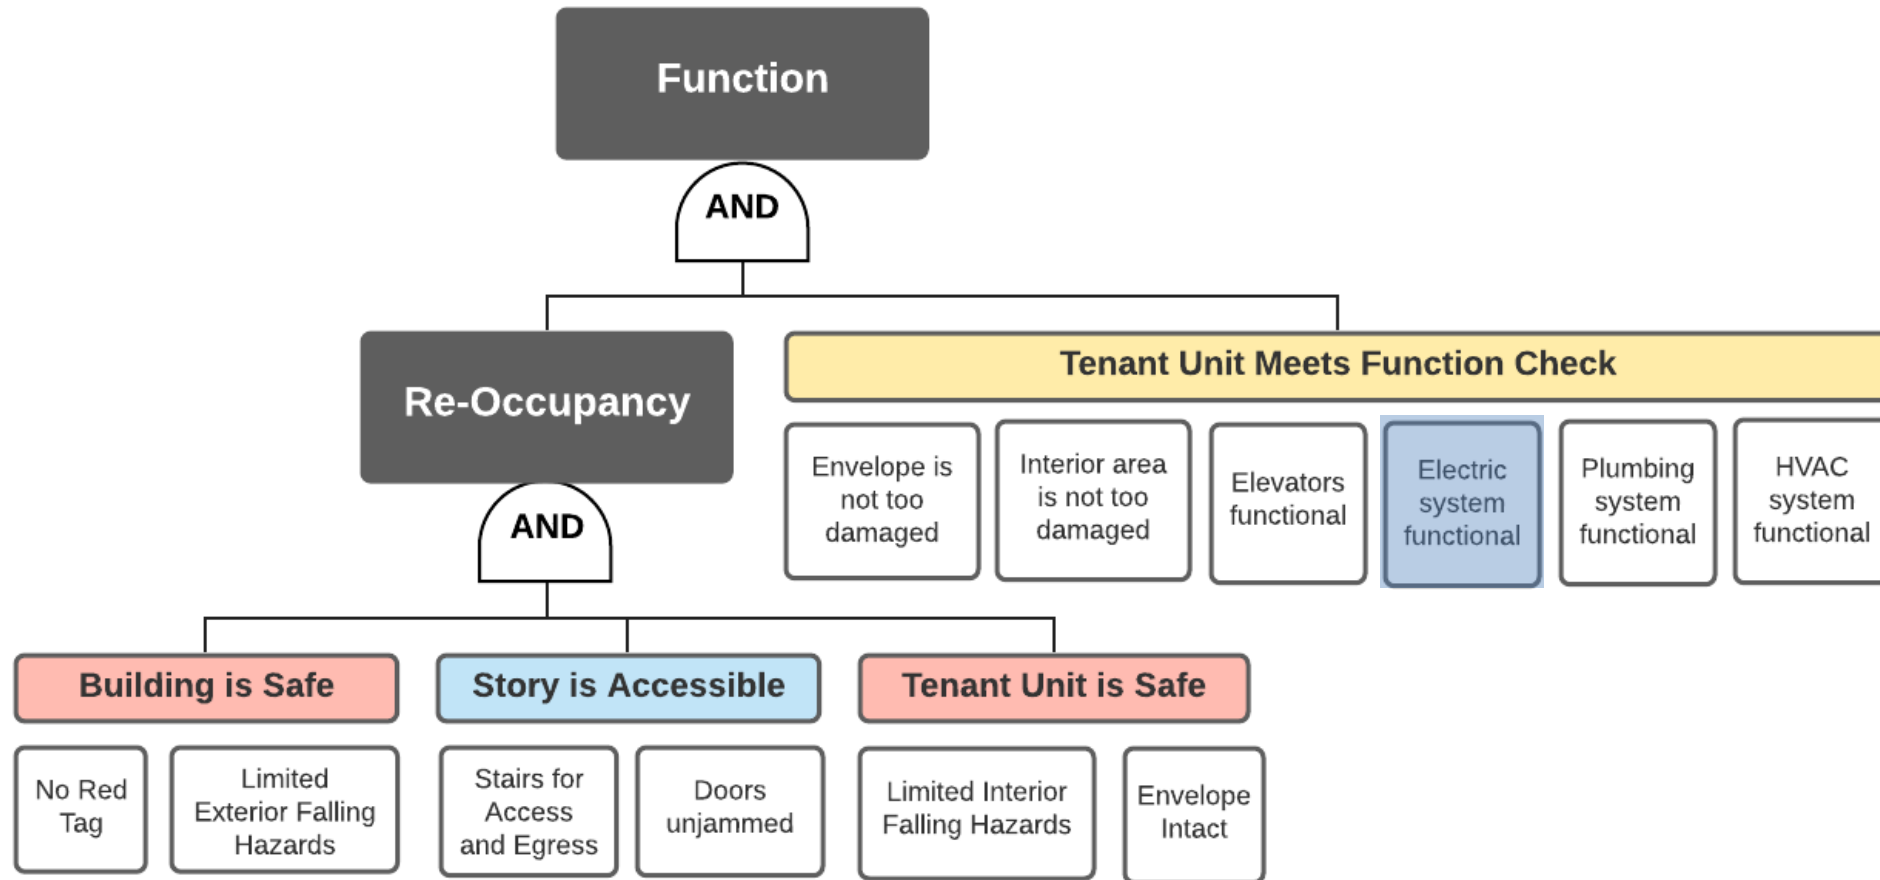 Function
AND
Re-Occupancy
Tenant Unit Meets Function Check
Envelope is
not too
damaged
Interior area
is not too
damaged
Elevators
functional
Electric
system
functional
Plumbing
system
functional
HVAC
system
functional
AND
Building is Safe
Story is Accessible
Tenant Unit is Safe
No Red
Tag
Limited
Exterior Falling
Hazards
Stairs for
Access
and Egress
Doors
unjammed
Limited Interior
Falling Hazards
Envelope
Intact